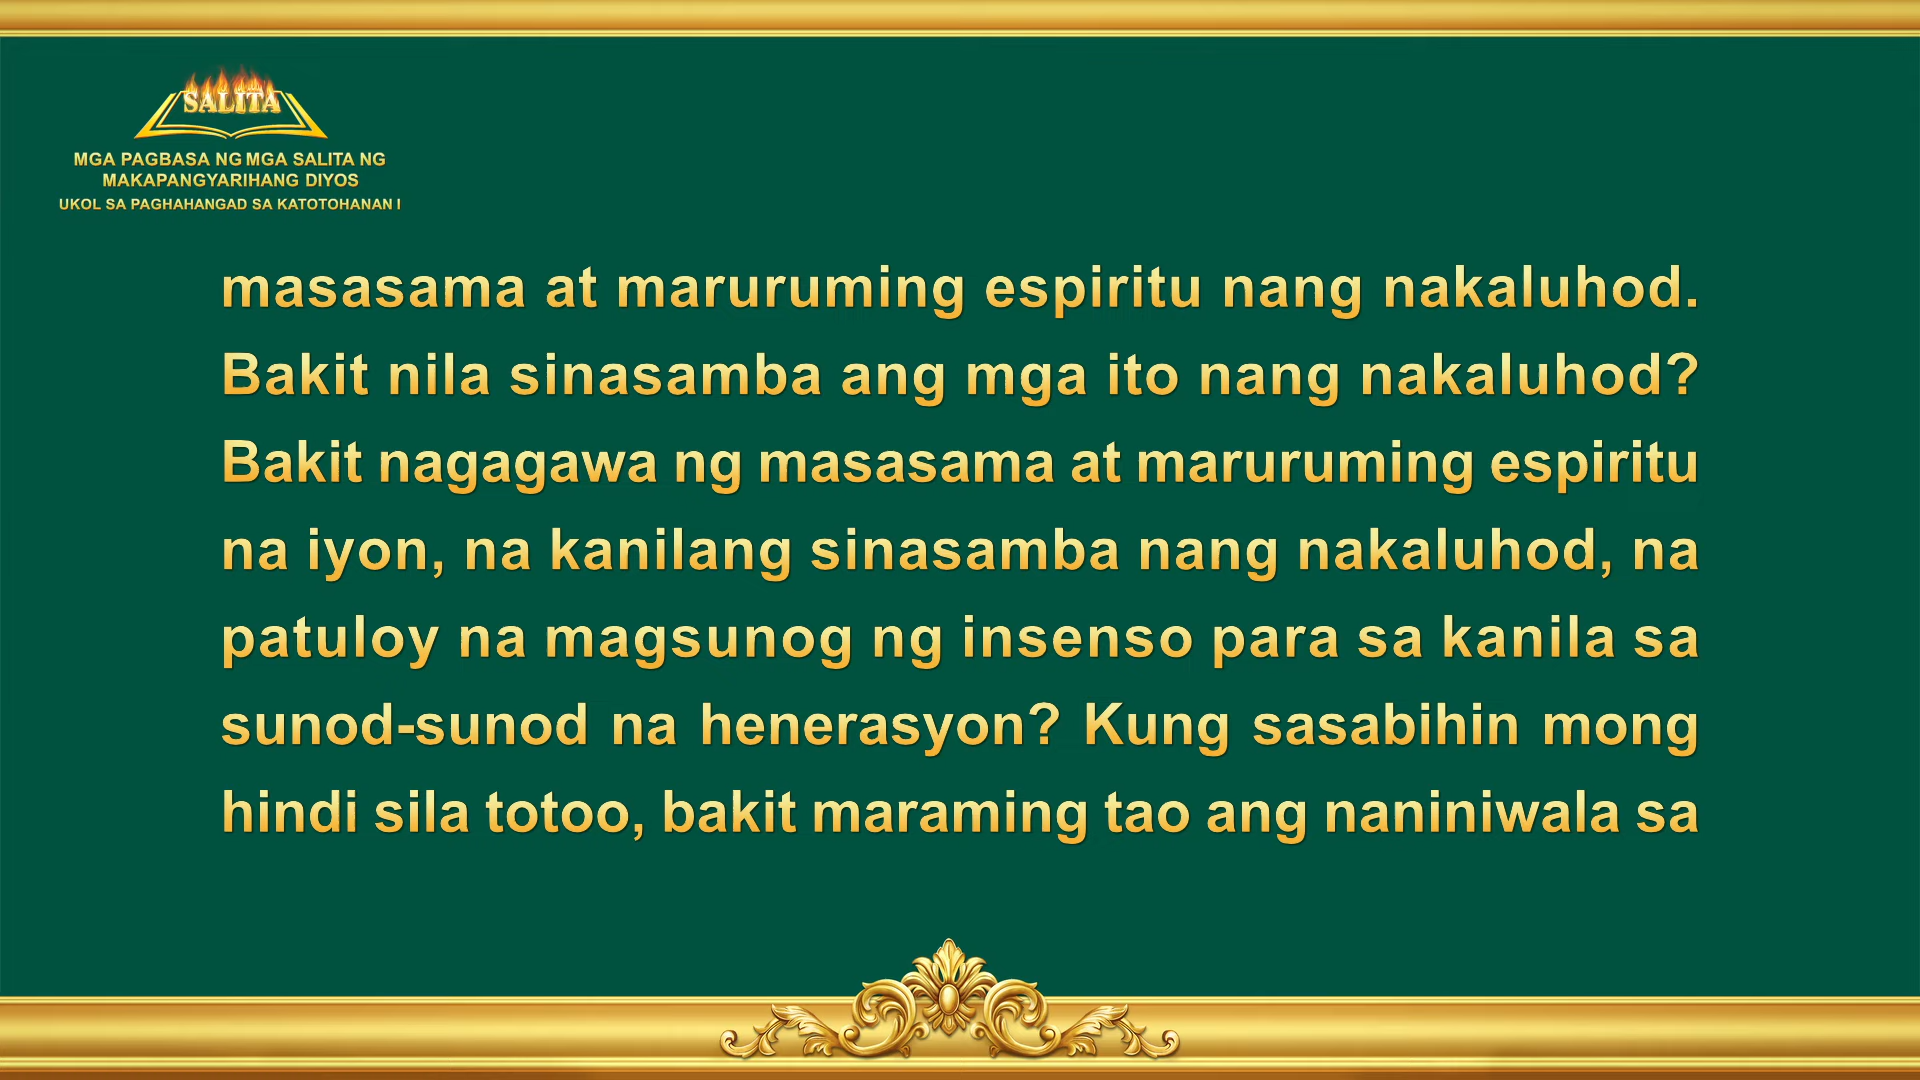 SALITA
MGA PAGBASA NG MGA SALITA NG
MAKAPANGYARIHANG DIYOS
UKOL SA PAGHAHANGAD SA KATOTOHANAN I
masasama at maruruming espiritu nang nakaluhod.
Bakit nila sinasamba ang mga ito nang nakaluhod?
Bakit nagagawa ng masasama at maruruming espiritu
na iyon, na kanilang sinasamba nang nakaluhod, na
patuloy na magsunog ng insenso para sa kanila sa
sunod-sunod na henerasyon? Kung sasabihin mong
hindi sila totoo, bakit maraming tao ang naniniwala sa